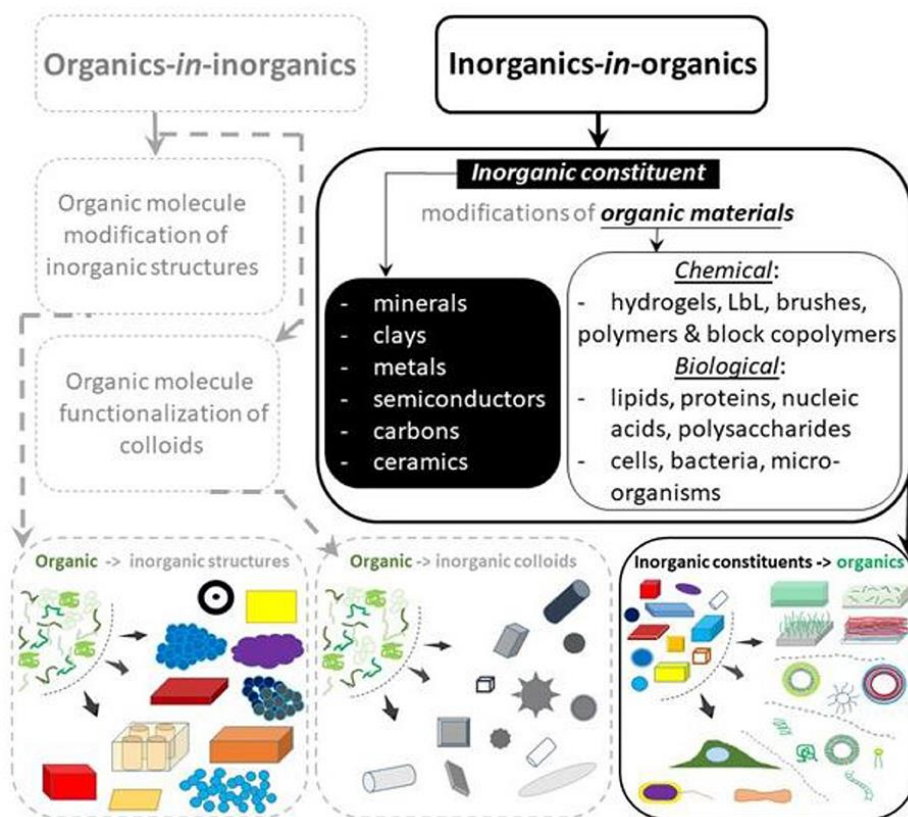 Organics-in-inorganics
Inorganics-in-organics
Organic molecule
modification of
inorganic structures
Organic molecule
functionalization of
colloids
Inorganic constituent
modifications of organic materials
- minerals
- clays
- metals
- semiconductors
- carbons
- ceramics
Chemical:
- hydrogels, LbL, brushes,
polymers & block copolymers
Biological:
- lipids, proteins, nucleic
acids, polysaccharides
- cells, bacteria, micro-
organisms
Organic -> inorganic structures
Organic -> inorganic colloids
Inorganic constituents -> organics